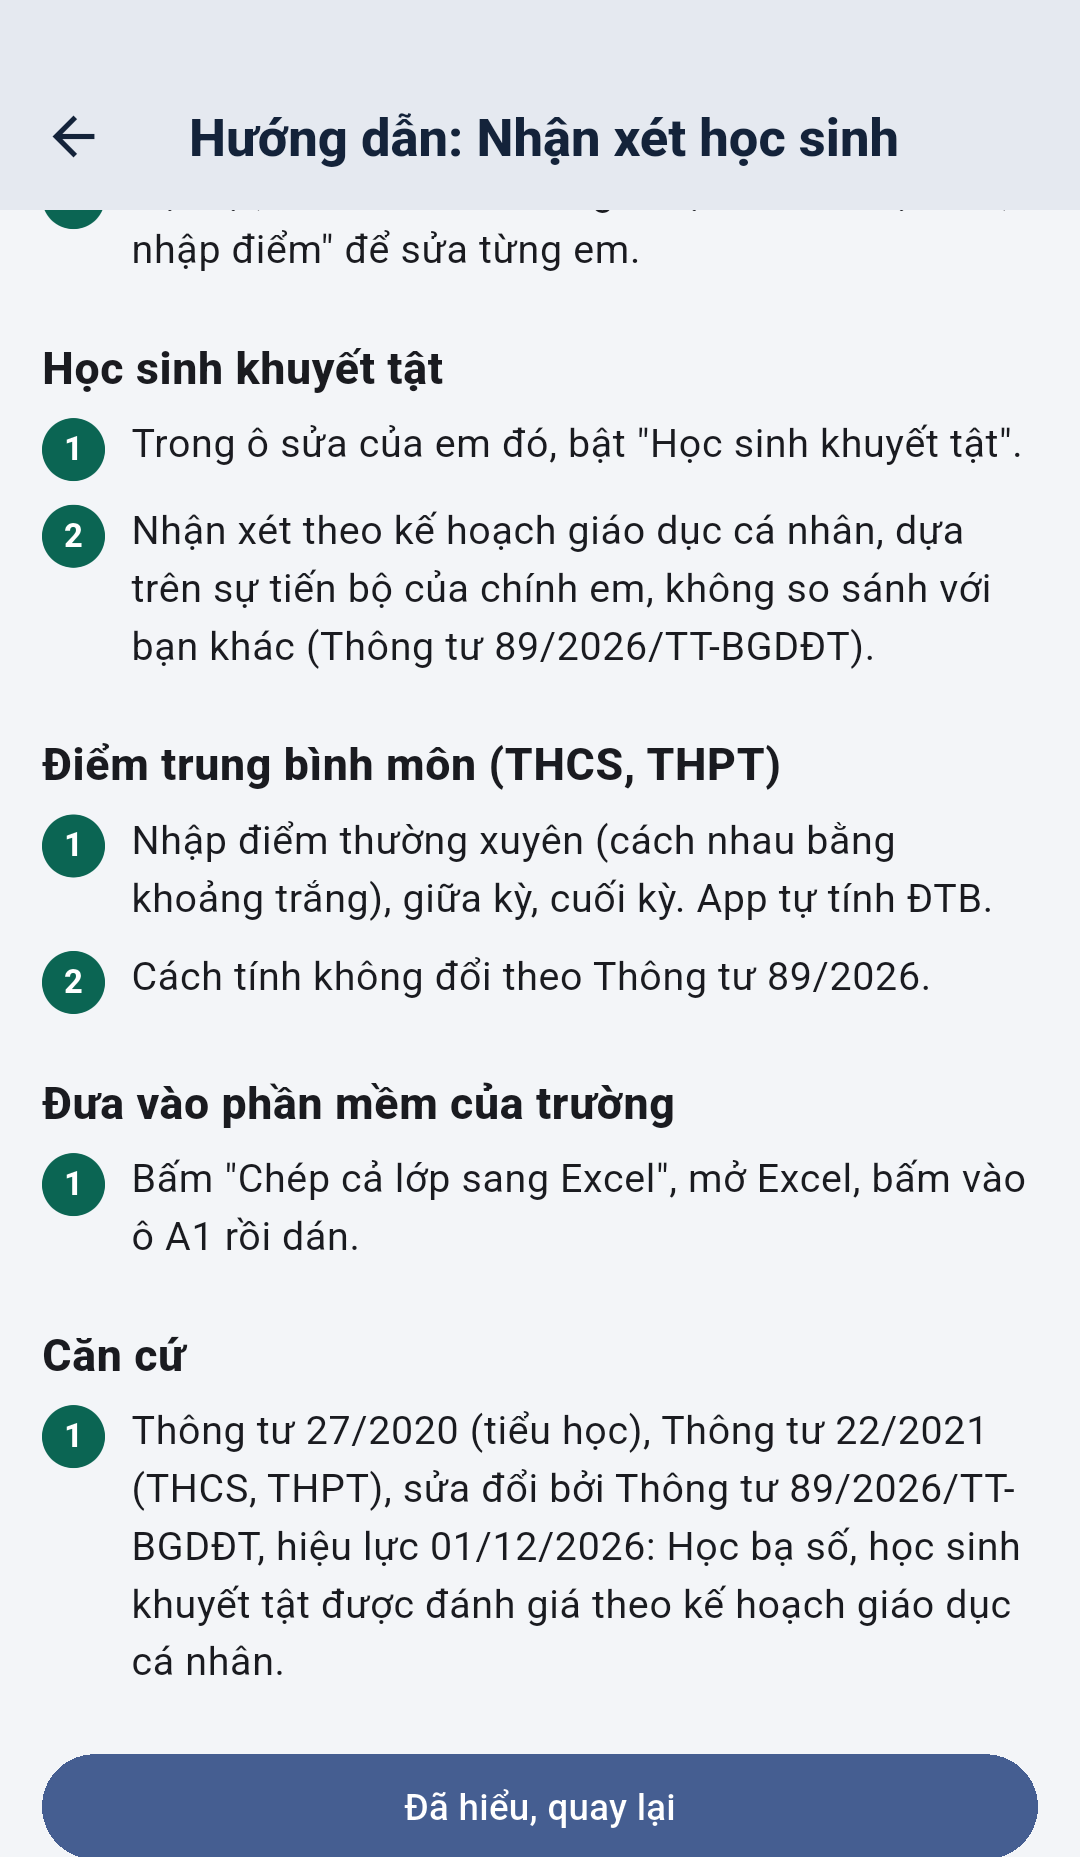 Hướng dẫn: Nhận xét học sinh
nhập điểm" để sửa từng em.
Học sinh khuyết tật
1 Trong ô sửa của em đó, bật "Học sinh khuyết tật".
2 Nhận xét theo kế hoạch giáo dục cá nhân, dựa
trên sự tiến bộ của chính em, không so sánh với
bạn khác (Thông tư 89/2026/TT-BGDĐT).
Điểm trung bình môn (THCS, THPT)
1 Nhập điểm thường xuyên (cách nhau bằng
khoảng trắng), giữa kỳ, cuối kỳ. App tự tính ĐTB.
2 Cách tính không đổi theo Thông tư 89/2026.
Đưa vào phần mềm của trường
1 Bấm "Chép cả lớp sang Excel", mở Excel, bấm vào
ô A1 rồi dán.
Căn cứ
1 Thông tư 27/2020 (tiểu học), Thông tư 22/2021
(THCS, THPT), sửa đổi bởi Thông tư 89/2026/TT-
BGDĐT, hiệu lực 01/12/2026: Học bạ số, học sinh
khuyết tật được đánh giá theo kế hoạch giáo dục
cá nhân.
Đã hiểu, quay lại